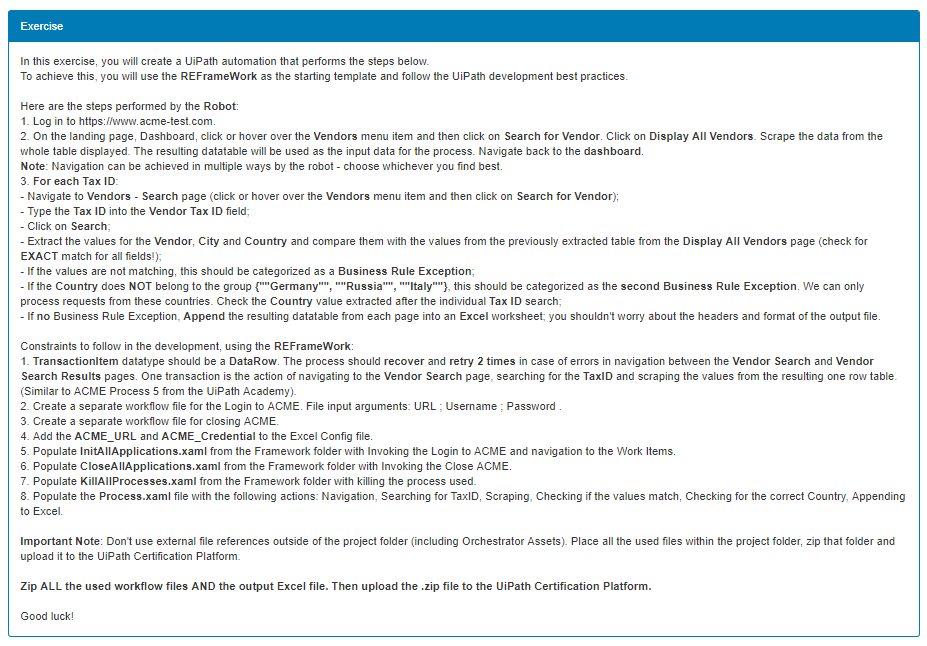 Exercise
In this exercise, you will create a UiPath automation that performs the steps below.
To achieve this, you will use the REFrameWork as the starting template and follow the UiPath development best practices.
Here are the steps performed by the Robot:
1. Log in to https://www.acme-test.com.
2. On the landing page, Dashboard, click or hover over the Vendors menu item and then click on Search for Vendor. Click on Display All Vendors. Scrape the data from the
whole table displayed. The resulting datatable will be used as the input data for the process. Navigate back to the dashboard.
Note: Navigation can be achieved in multiple ways by the robot - choose whichever you find best.
3. For each Tax ID:
- Navigate to Vendors - Search page (click or hover over the Vendors menu item and then click on Search for Vendor);
- Type the Tax ID into the Vendor Tax ID field;
- Click on Search;
- Extract the values for the Vendor, City and Country and compare them with the values from the previously extracted table from the Display All Vendors page (check for
EXACT match for all fields!);
- If the values are not matching, this should be categorized as a Business Rule Exception;
- If the Country does NOT belong to the group {""Germany"", ""Russia"", ""Italy""}, this should be categorized as the second Business Rule Exception. We can only
process requests from these countries. Check the Country value extracted after the individual Tax ID search;
- If no Business Rule Exception, Append the resulting datatable from each page into an Excel worksheet; you shouldn't worry about the headers and format of the output file.
Constraints to follow in the development, using the REFrameWork:
1. TransactionItem datatype should be a DataRow. The process should recover and retry 2 times in case of errors in navigation between the Vendor Search and Vendor
Search Results pages. One transaction is the action of navigating to the Vendor Search page, searching for the TaxID and scraping the values from the resulting one row table.
(Similar to ACME Process 5 from the UiPath Academy).
2. Create a separate workflow file for the Login to ACME. File input arguments: URL ; Username ; Password .
3. Create a separate workflow file for closing ACME.
4. Add the ACME_URL and ACME_Credential to the Excel Config file.
5. Populate InitAllApplications.xaml from the Framework folder with Invoking the Login to ACME and navigation to the Work Items.
6. Populate CloseAllApplications.xaml from the Framework folder with Invoking the Close ACME.
7. Populate KillAllProcesses.xaml from the Framework folder with killing the process used.
8. Populate the Process.xaml file with the following actions: Navigation, Searching for TaxID, Scraping, Checking if the values match, Checking for the correct Country, Appending
to Excel.
Important Note: Don't use external file references outside of the project folder (including Orchestrator Assets). Place all the used files within the project folder, zip that folder and
upload it to the UiPath Certification Platform.
Zip ALL the used workflow files AND the output Excel file. Then upload the .zip file to the UiPath Certification Platform.
Good luck!